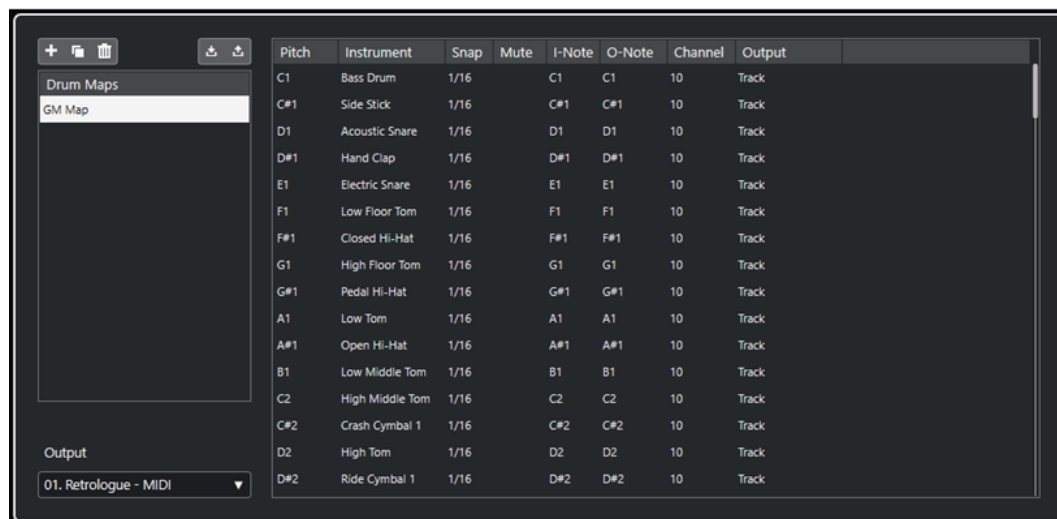 Drum Maps
GM Map
Output
01. Retrologue - MIDI
Pitch Instrument Snap Mute I-Note O-Note Channel Output
C1 Bass Drum 1/16 C1 C1 10 Track
C#1 Side Stick 1/16 C#1 C#1 10 Track
D1 Acoustic Snare 1/16 D1 D1 10 Track
D#1 Hand Clap 1/16 D#1 D#1 10 Track
E1 Electric Snare 1/16 E1 E1 10 Track
F1 Low Floor Tom 1/16 F1 F1 10 Track
F#1 Closed Hi-Hat 1/16 F#1 F#1 10 Track
G1 High Floor Tom 1/16 G1 G1 10 Track
G#1 Pedal Hi-Hat 1/16 G#1 G#1 10 Track
A1 Low Tom 1/16 A1 A1 10 Track
A#1 Open Hi-Hat 1/16 A#1 A#1 10 Track
B1 Low Middle Tom 1/16 B1 B1 10 Track
C2 High Middle Tom 1/16 C2 C2 10 Track
C#2 Crash Cymbal 1 1/16 C#2 C#2 10 Track
D2 High Tom 1/16 D2 D2 10 Track
D#2 Ride Cymbal 1 1/16 D#2 D#2 10 Track